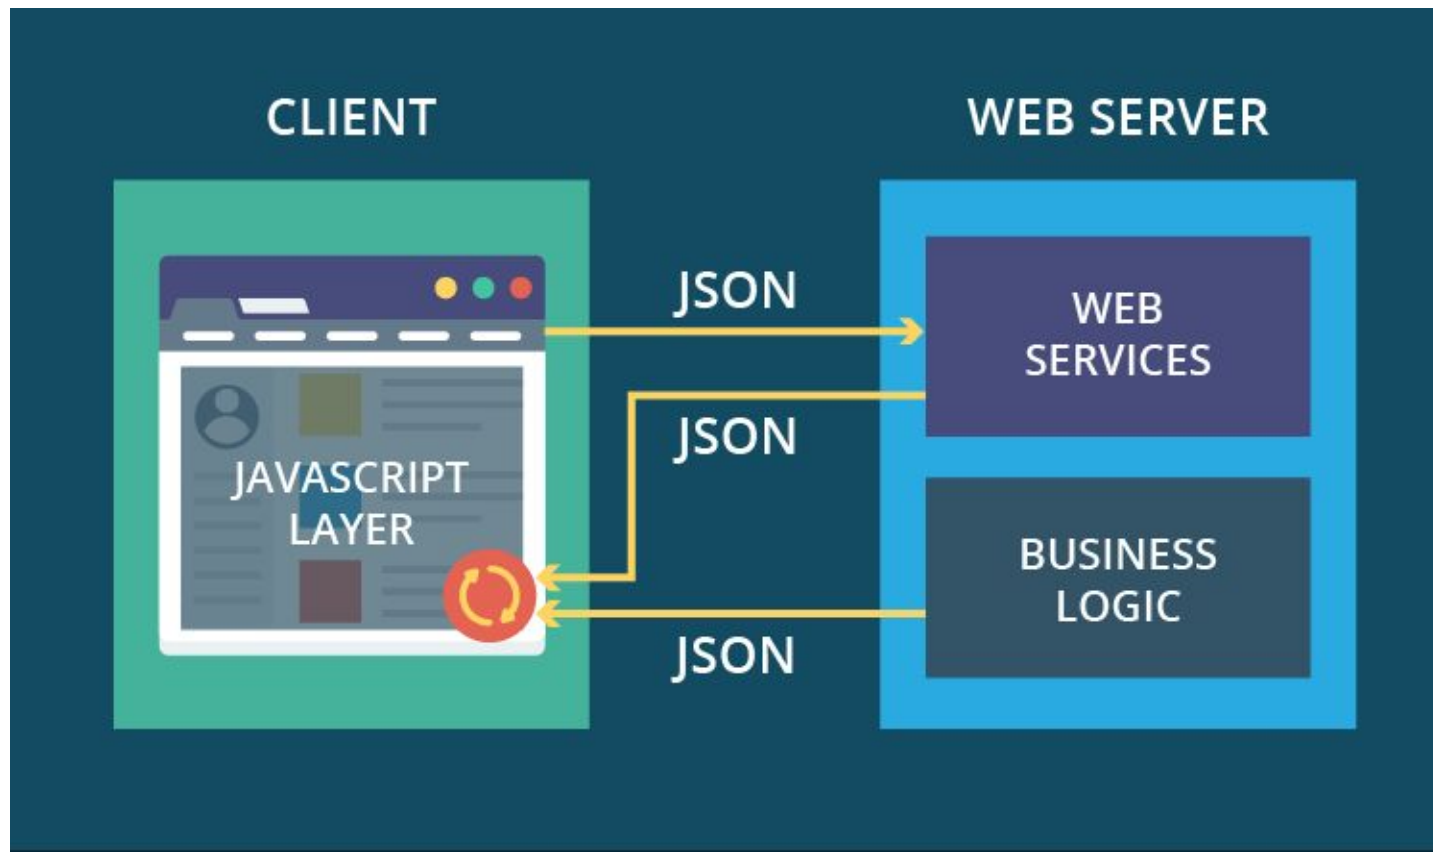 CLIENT
WEB SERVER
JSON
WEB
SERVICES
JSON
JAVASCRIPT
LAYER
BUSINESS
LOGIC
JSON